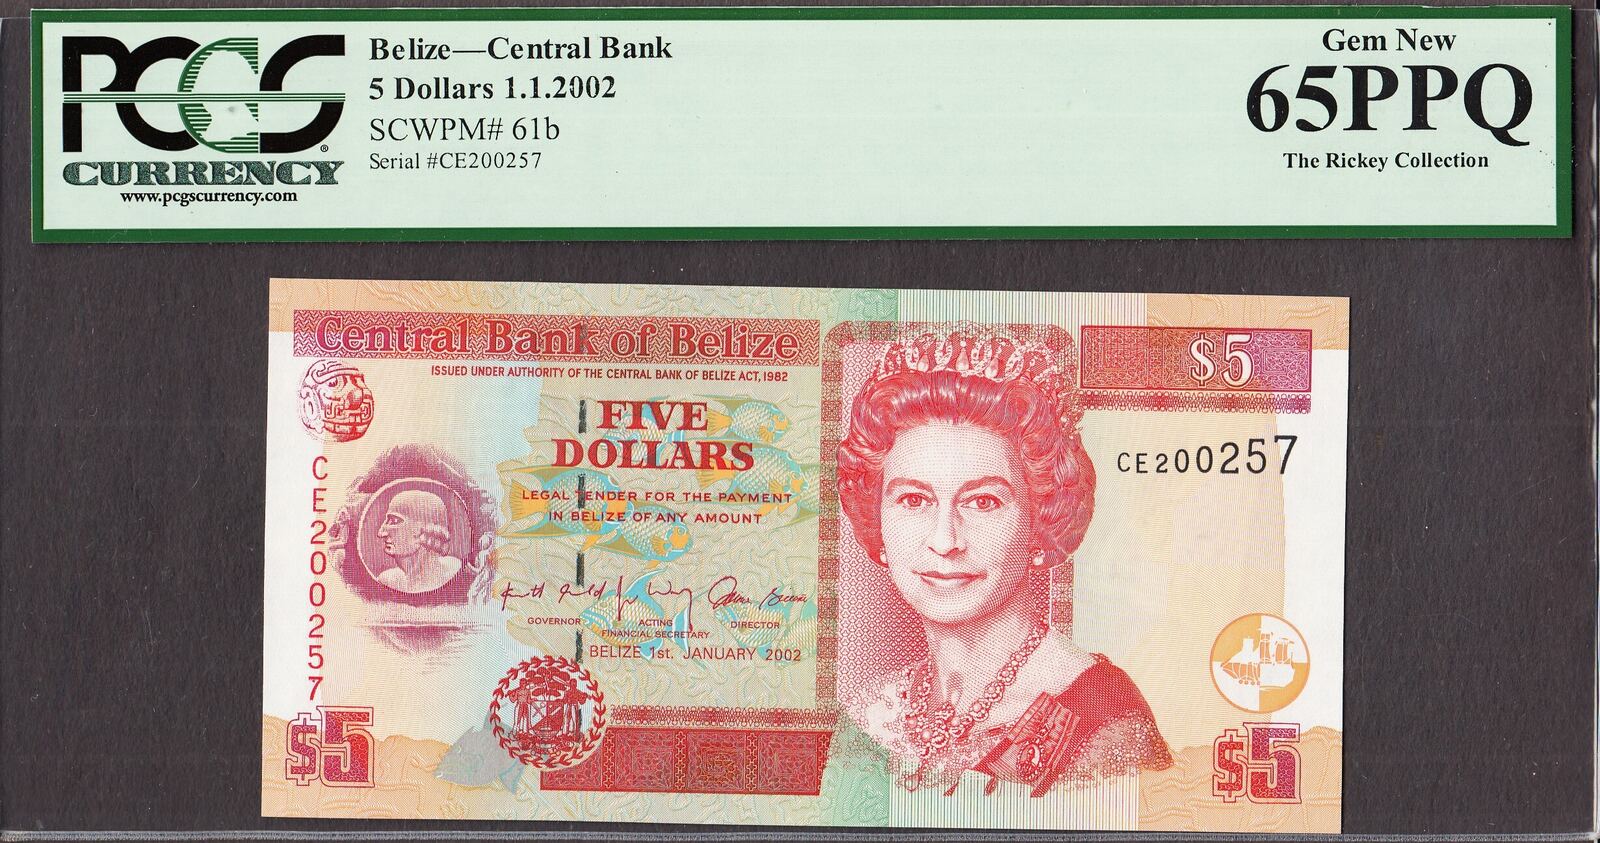 PCGS
CURRENCY
www.pcgscurrency.com
Belize—Central Bank
5 Dollars 1.1.2002
SCWPM# 61b
Serial #CE200257
Gem New
65PPQ
The Rickey Collection
Central Bank of Belize
ISSUED UNDER AUTHORITY OF THE CENTRAL BANK OF BELIZE ACT, 1982
$5
FIVE
DOLLARS
CE200257
LEGAL TENDER FOR THE PAYMENT
IN BELIZE OF ANY AMOUNT
CE200257
GOVERNOR
ACTING
FINANCIAL SECRETARY
DIRECTOR
BELIZE 1st. JANUARY 2002
$5
$5